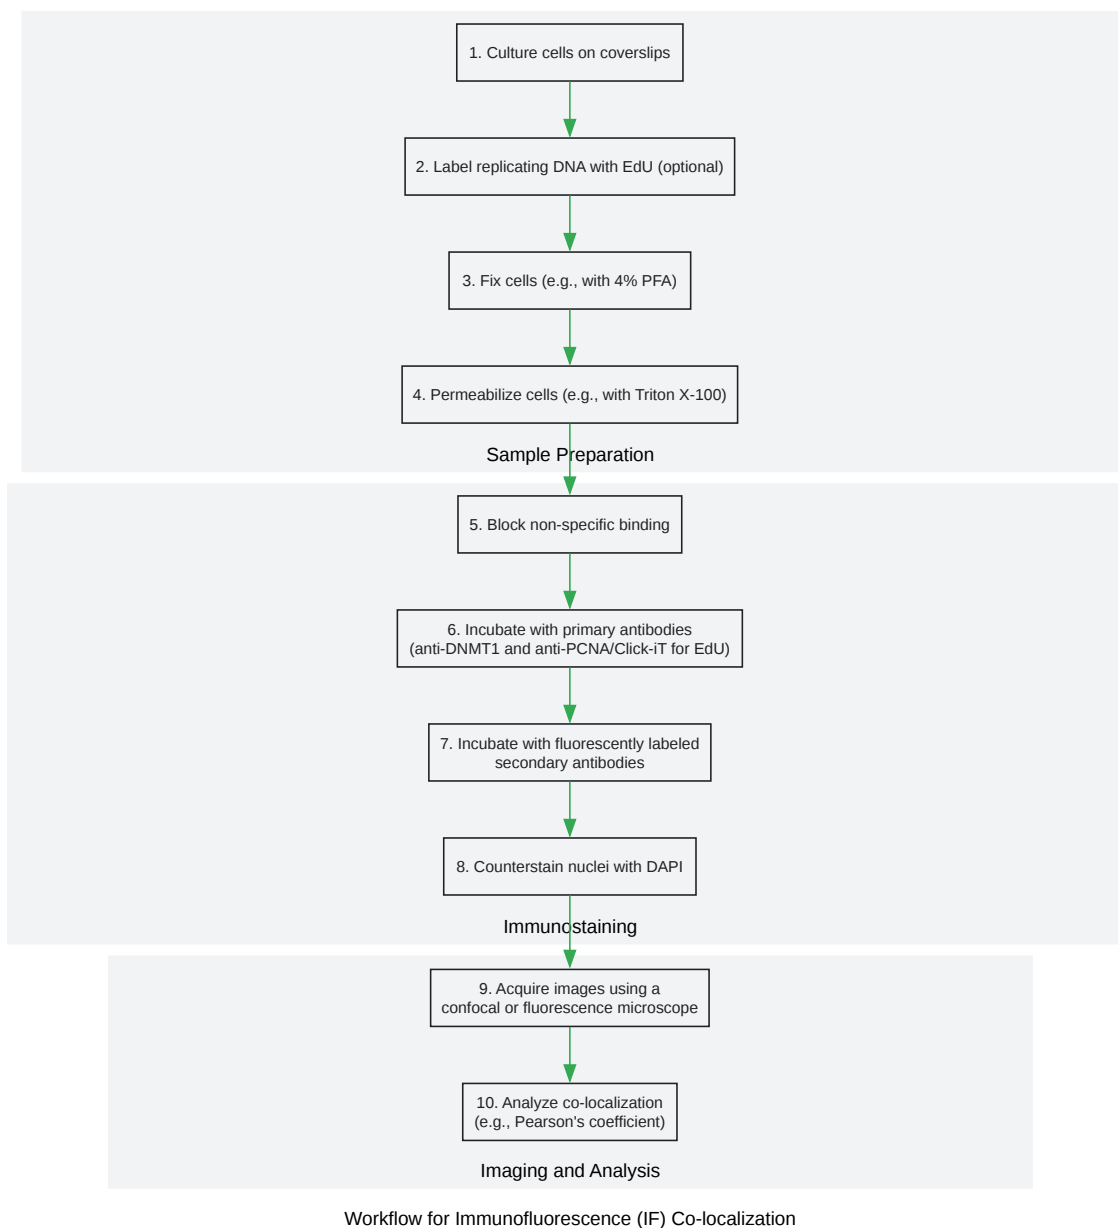 1. Culture cells on coverslips
2. Label replicating DNA with EdU (optional)
3. Fix cells (e.g., with 4% PFA)
4. Permeabilize cells (e.g., with Triton X-100)
Sample Preparation
5. Block non-specific binding
6. Incubate with primary antibodies
(anti-DNMT1 and anti-PCNA/Click-iT for EdU)
7. Incubate with fluorescently labeled
secondary antibodies
8. Counterstain nuclei with DAPI
Immunostaining
9. Acquire images using a
confocal or fluorescence microscope
10. Analyze co-localization
(e.g., Pearson's coefficient)
Imaging and Analysis
Workflow for Immunofluorescence (IF) Co-localization